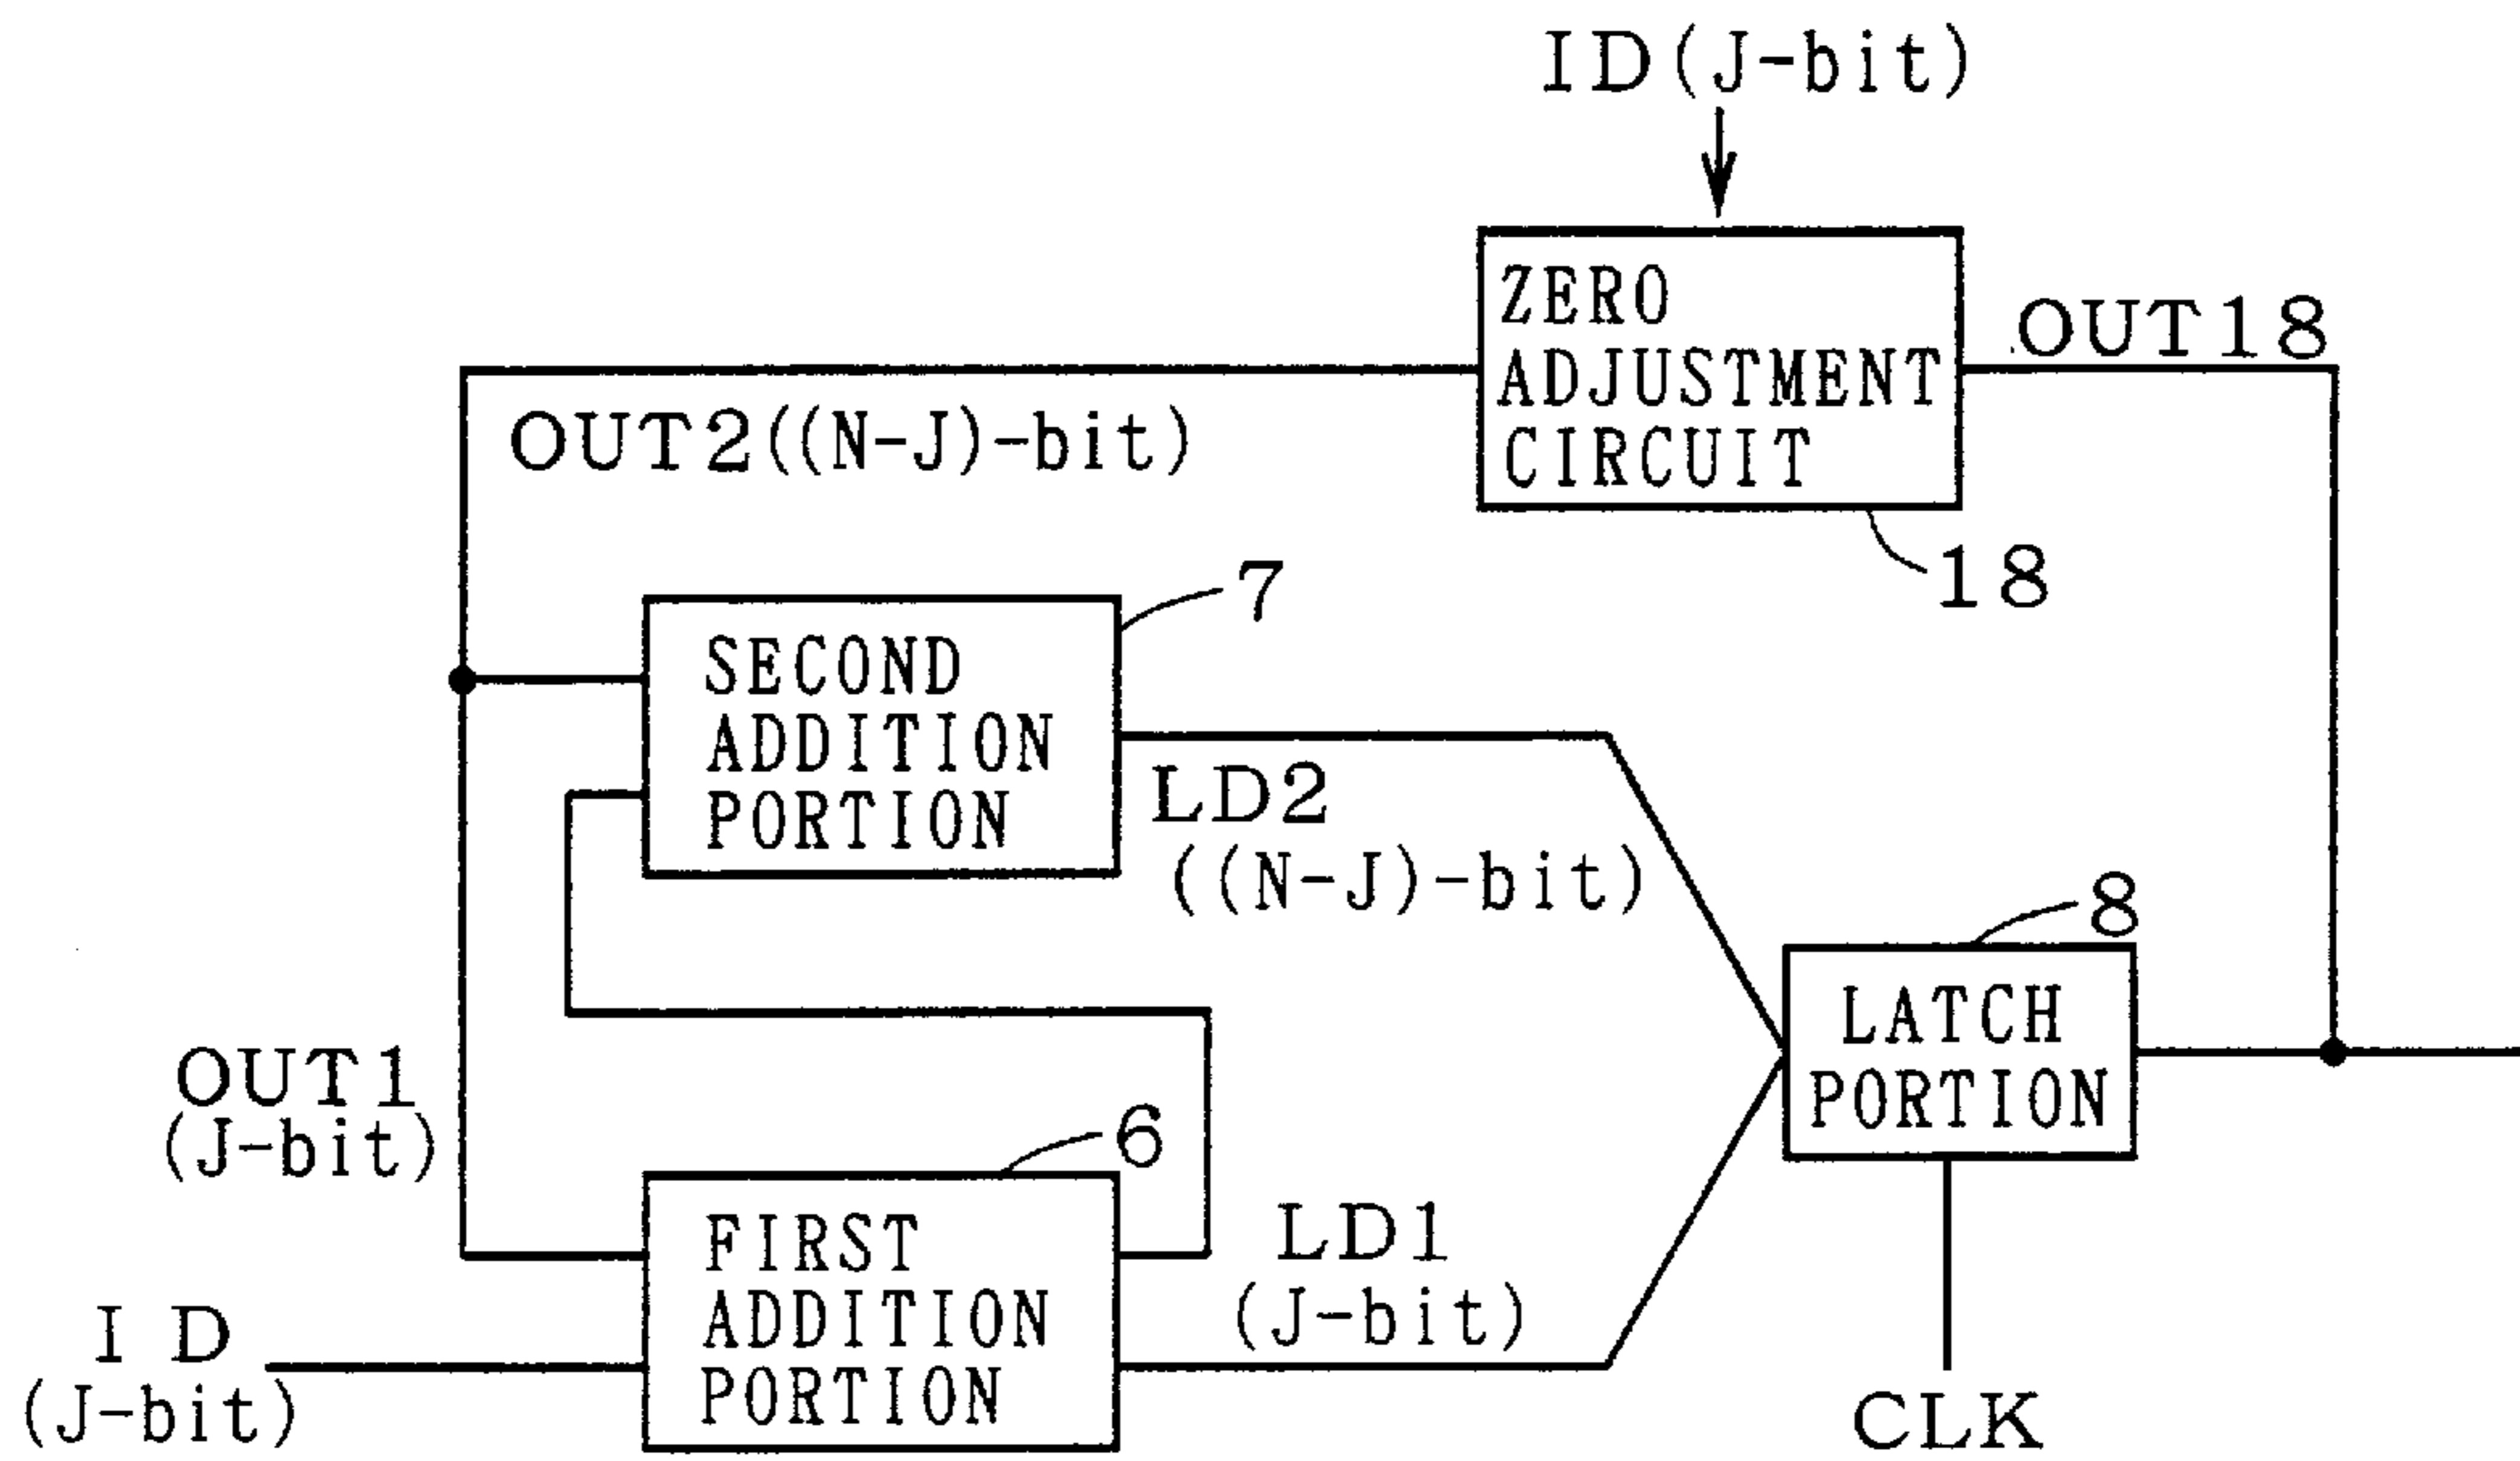 ID(J-bit)
ZERO
ADJUSTMENT
CIRCUIT
OUT18
18
OUT2((N-J)-bit)
7
SECOND
ADDITION
PORTION
LD2
((N-J)-bit)
8
LATCH
PORTION
OUT1
(J-bit)
6
FIRST
ADDITION
PORTION
LD1
(J-bit)
ID
(J-bit)
CLK